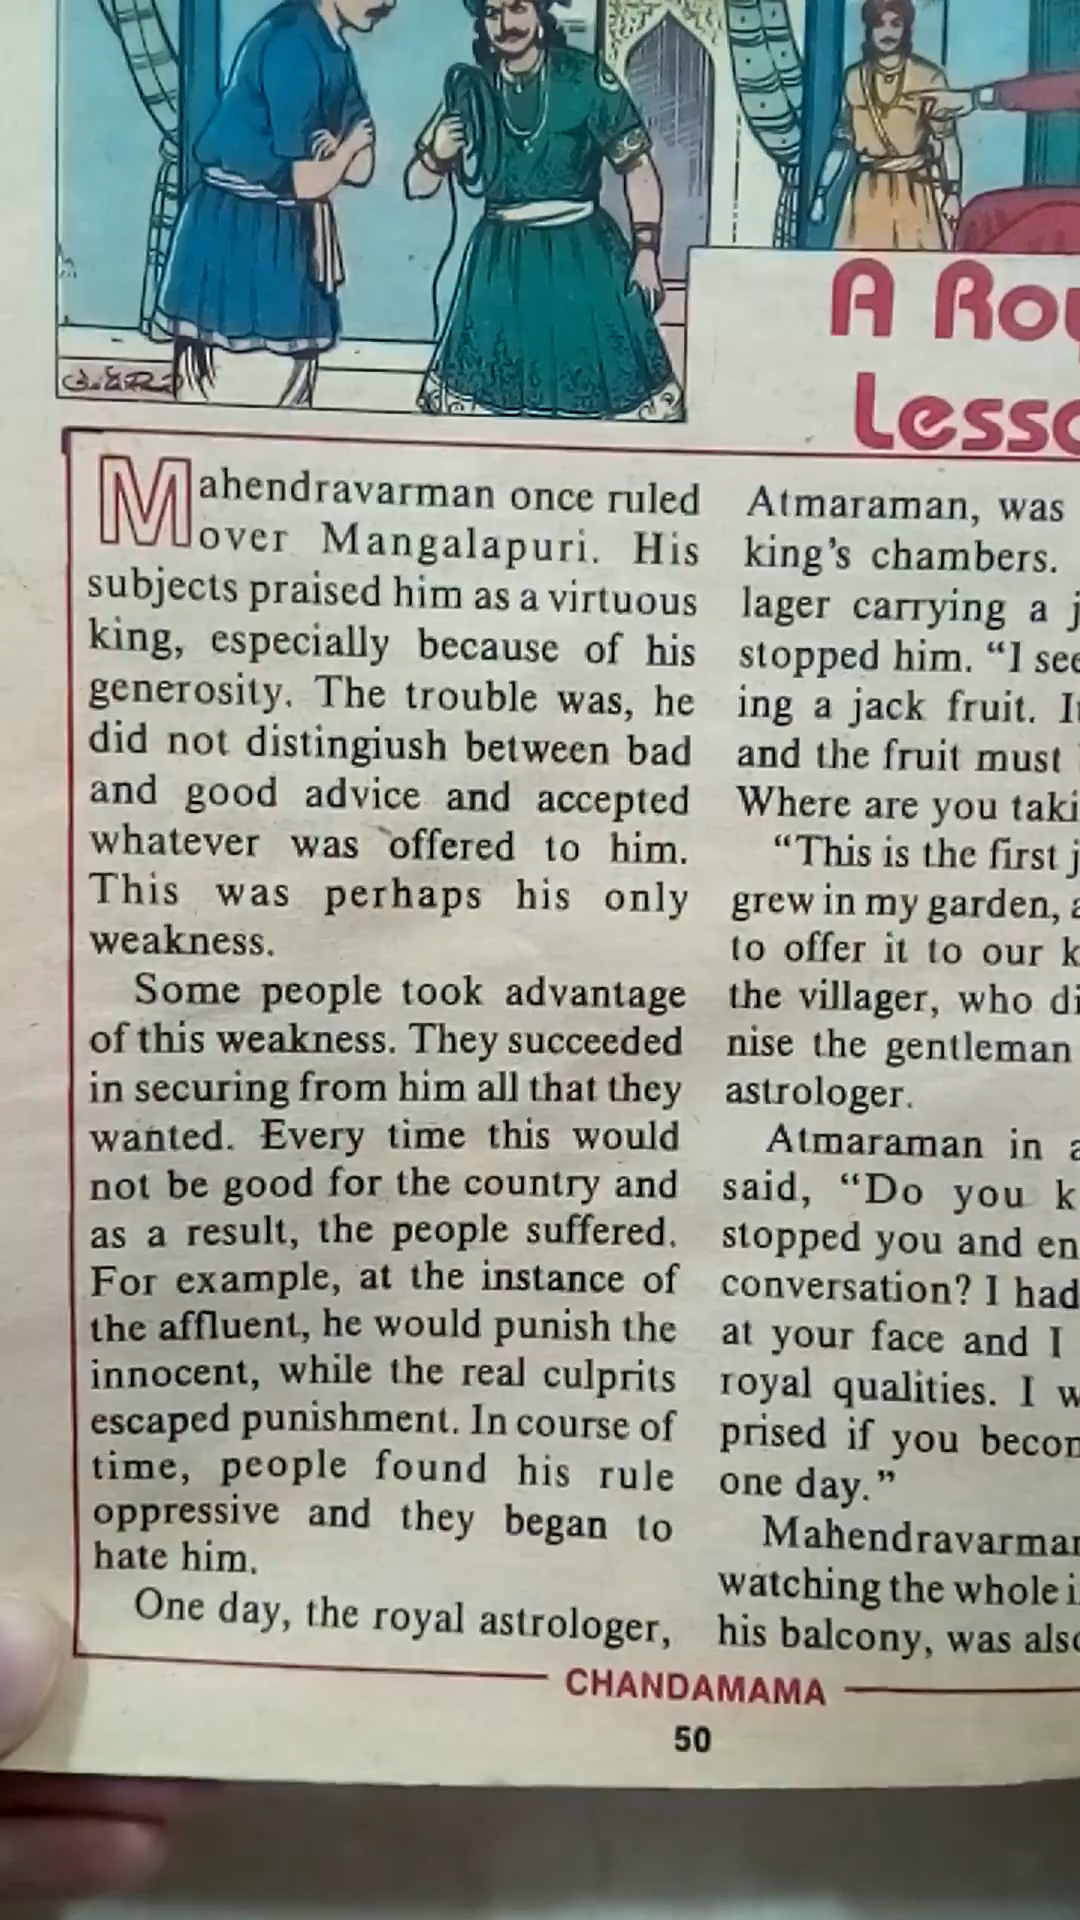 A
Mahendravarman once ruled
over Mangalapuri. His
subjects praised him as a virtuous
king, especially because of his
generosity. The trouble was, he
did not distingiush between bad
and good advice and accepted
whatever was offered to him.
This was perhaps his only
weakness.
Some people took advantage
of this weakness. They succeeded
in securing from him all that they
wanted. Every time this would
not be good for the country and
as a result, the people suffered.
For example, at the instance of
the affluent, he would punish the
innocent, while the real culprits
escaped punishment. In course of
time, people found his rule
oppressive and they began to
hate him.
One day, the royal astrologer,
Atmaraman, was
king's chambers.
lager carrying a
stopped him. “I
ing a jack fruit.
and the fruit must
Where are you
“This is the first
grew in my garden,
to offer it to our
the villager, who
nise the gentleman
astrologer.
Atmaraman in
said, “Do you
stopped you and
conversation? I had
at your face and I
royal qualities. I
prised if you
one day.”
watching the whole
his balcony, was
CHANDAMAMA
50